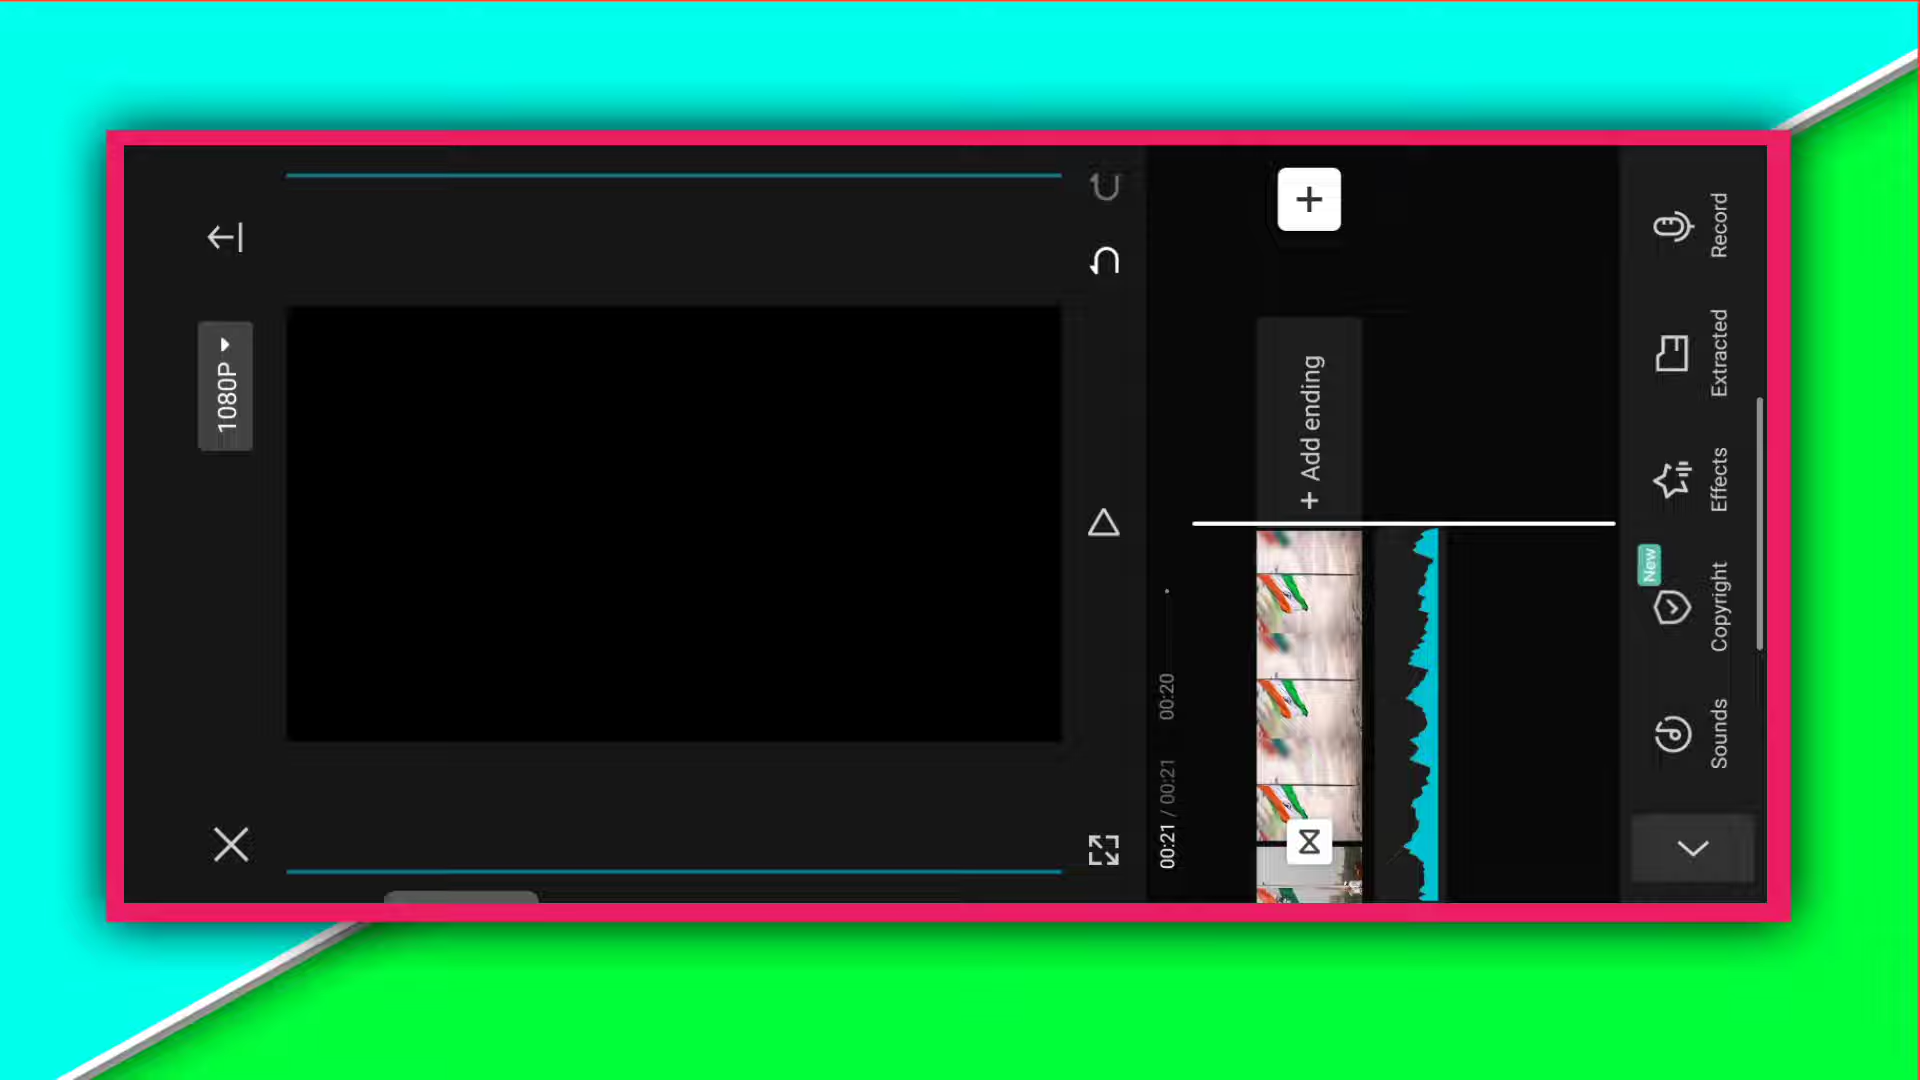 1080P
00:21 / 00:21
00:20
+ Add ending
Sounds
Copyright
New
Effects
Extracted
Record